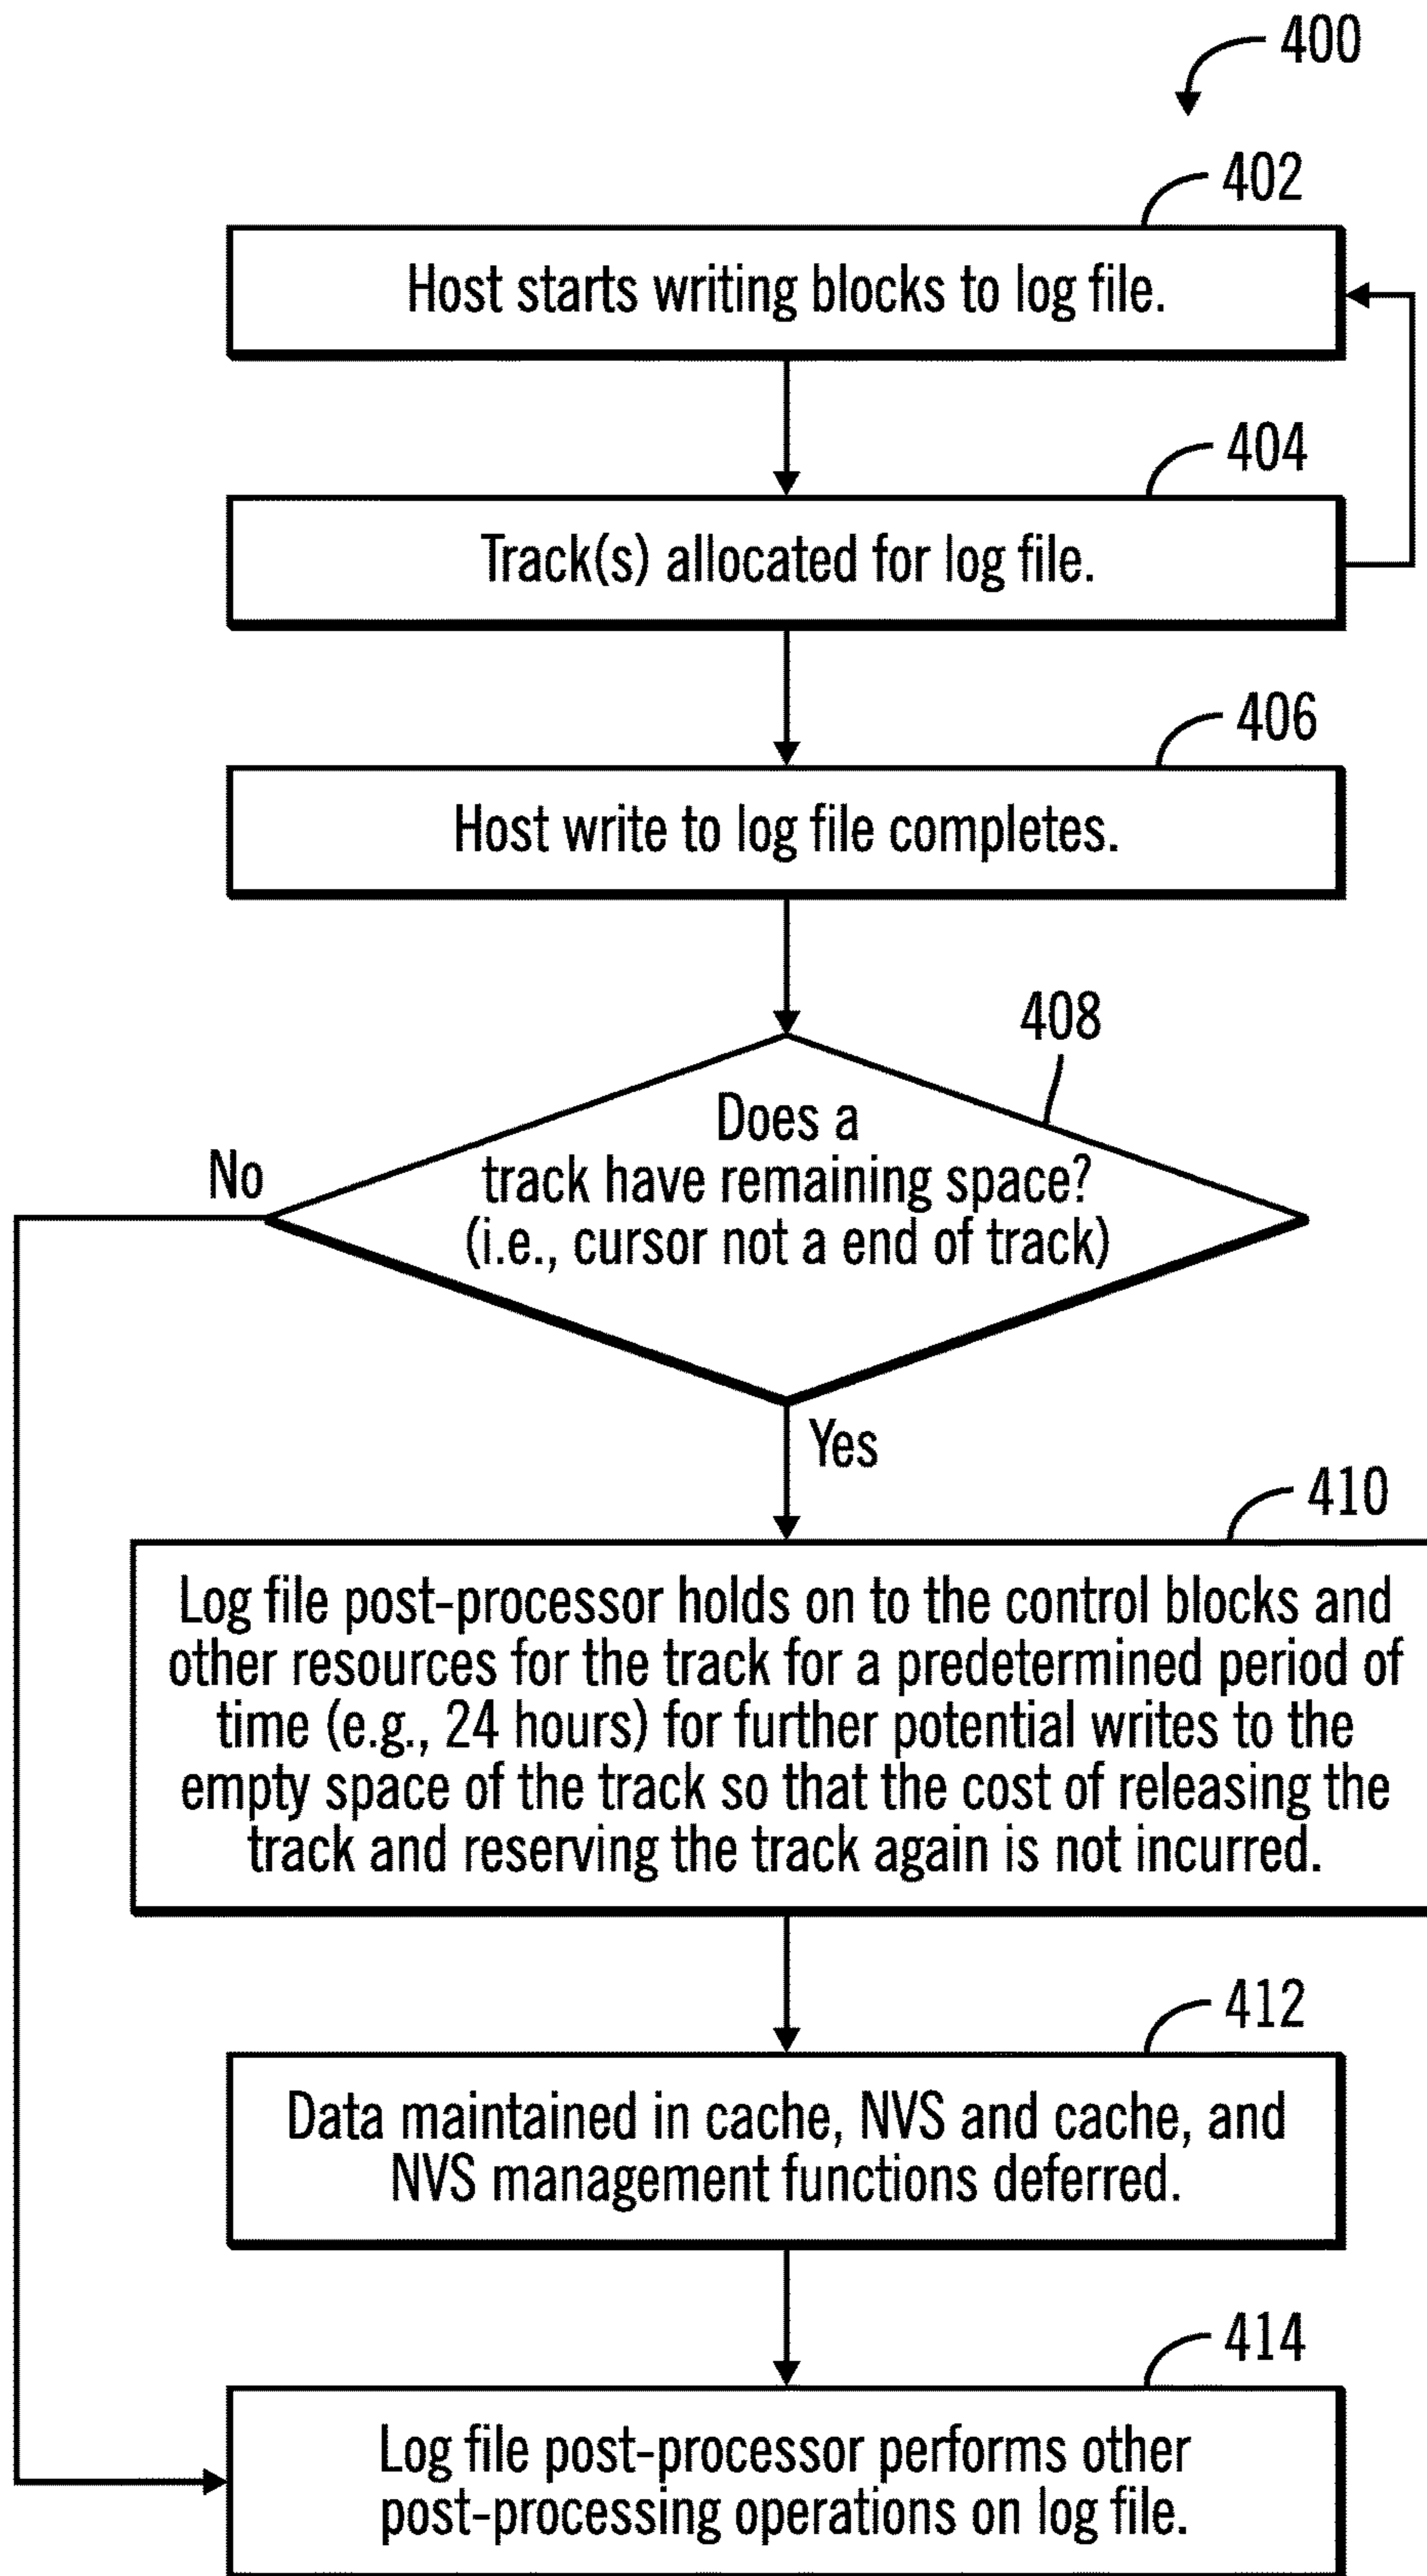 400
402
Host starts writing blocks to log file.
404
Track(s) allocated for log file.
406
Host write to log file completes.
408
Does a
track have remaining space?
(i.e., cursor not a end of track)
No
Yes
410
Log file post-processor holds on to the control blocks and
other resources for the track for a predetermined period of
time (e.g., 24 hours) for further potential writes to the
empty space of the track so that the cost of releasing the
track and reserving the track again is not incurred.
412
Data maintained in cache, NVS and cache, and
NVS management functions deferred.
414
Log file post-processor performs other
post-processing operations on log file.